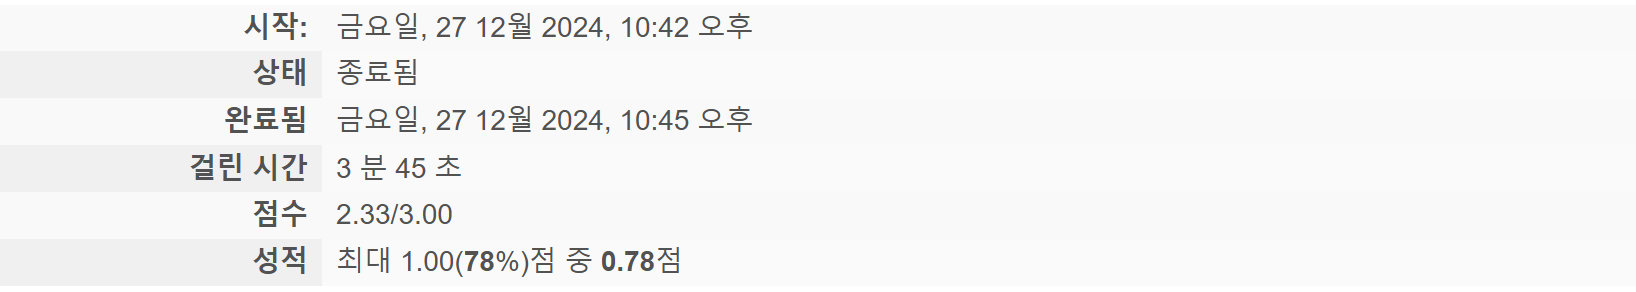 시작: 금요일, 27 12월 2024, 10:42 오후
상태 종료됨
완료됨 금요일, 27 12월 2024, 10:45 오후
걸린 시간 3 분 45 초
점수 2.33/3.00
성적 최대 1.00(78%)점 중 0.78점